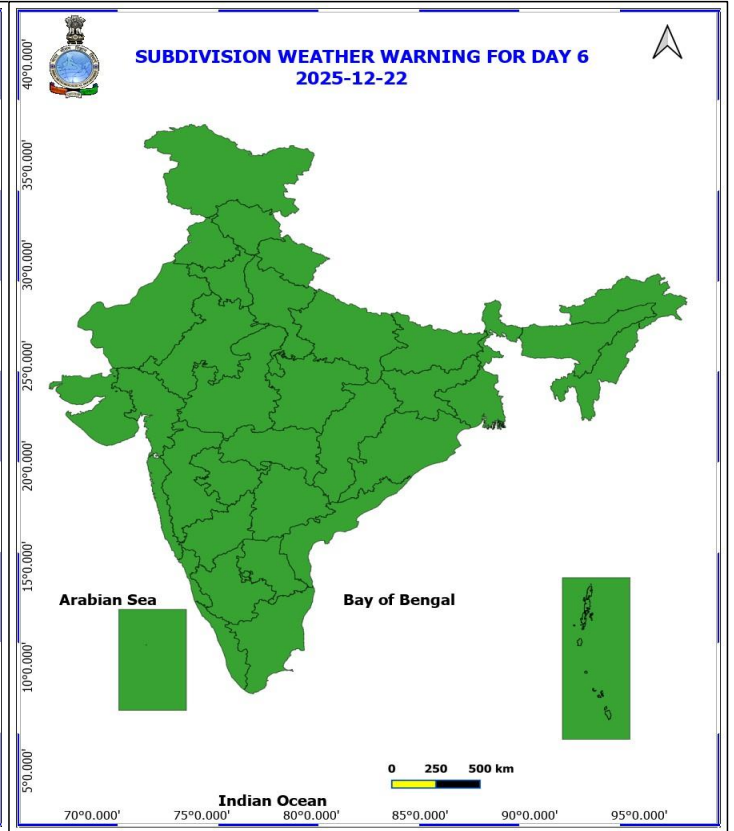 SUBDIVISION WEATHER WARNING FOR DAY 6
2025-12-22
40°0.000'
35°0.000'
30°0.000'
25°0.000'
20°0.000'
15°0.000'
10°0.000'
5°0.000'
Arabian Sea
Bay of Bengal
0 250 500 km
Indian Ocean
70°0.000' 75°0.000' 80°0.000' 85°0.000' 90°0.000' 95°0.000'